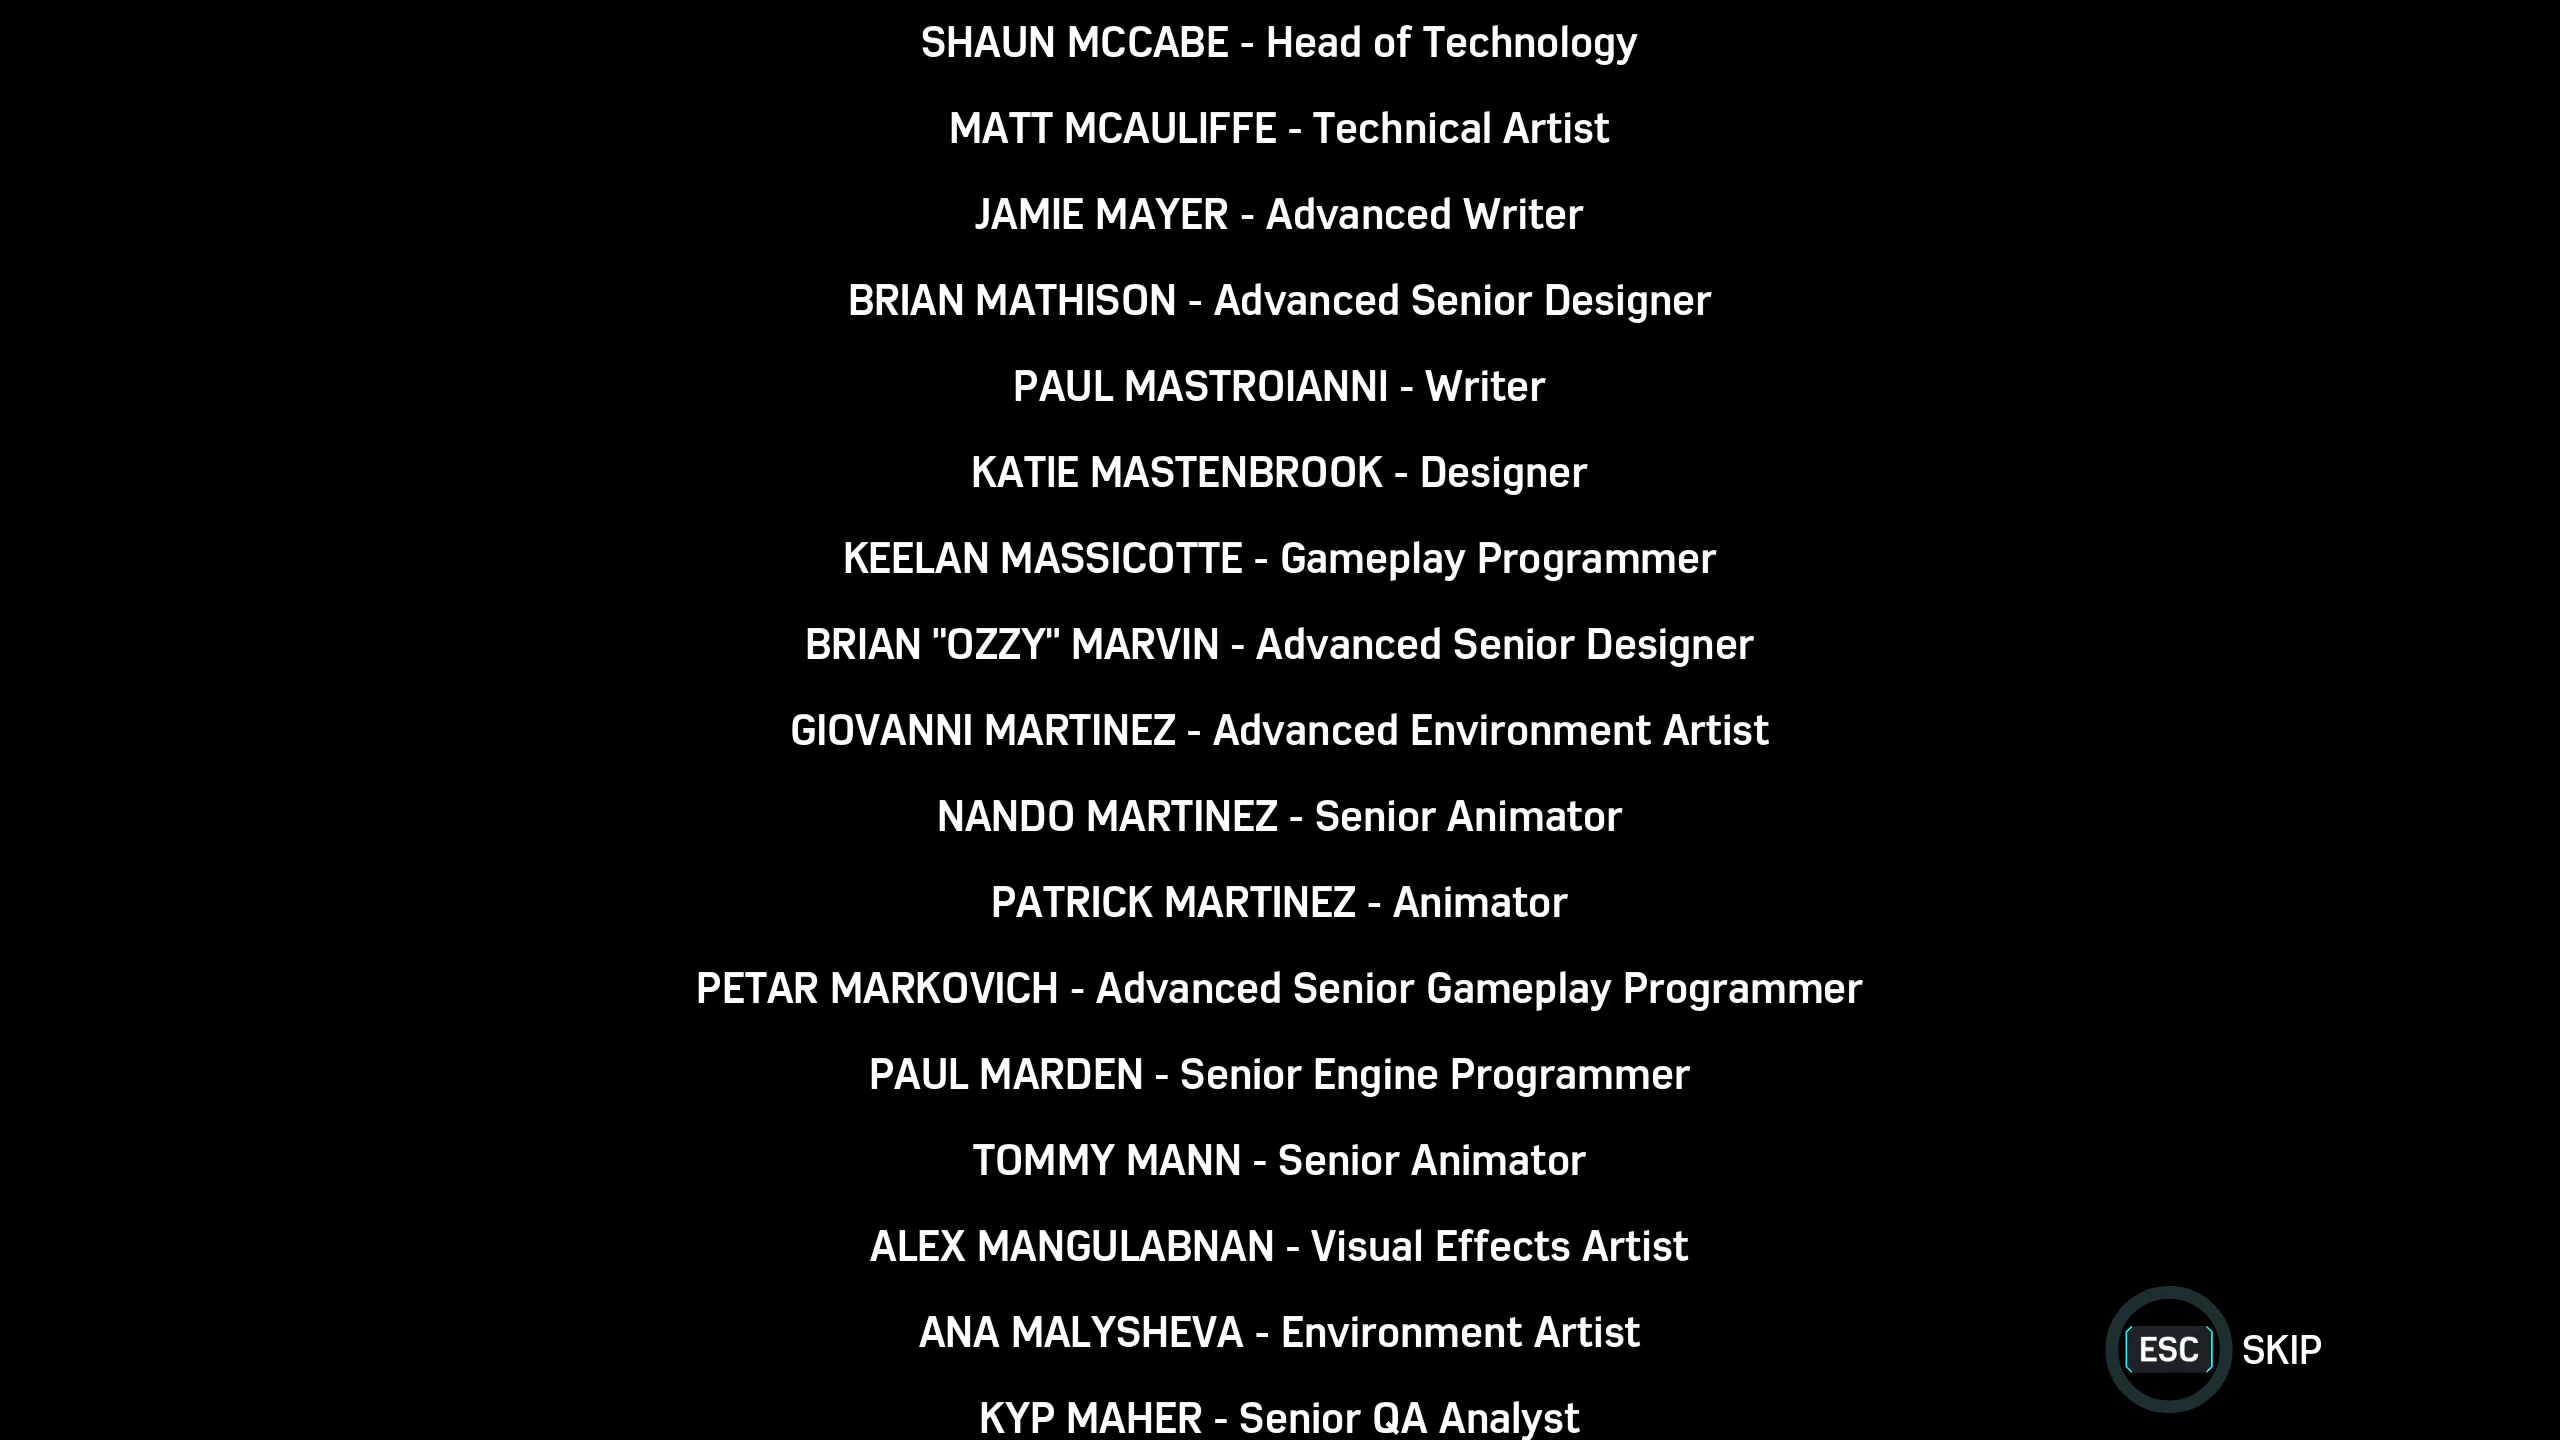 SHAUN MCCABE - Head of Technology
MATT MCAULIFFE - Technical Artist
JAMIE MAYER - Advanced Writer
BRIAN MATHISON - Advanced Senior Designer
PAUL MASTROIANNI - Writer
KATIE MASTENBROOK - Designer
KEELAN MASSICOTTE - Gameplay Programmer
BRIAN "OZZY" MARVIN - Advanced Senior Designer
GIOVANNI MARTINEZ - Advanced Environment Artist
NANDO MARTINEZ - Senior Animator
PATRICK MARTINEZ - Animator
PETAR MARKOVICH - Advanced Senior Gameplay Programmer
PAUL MARDEN - Senior Engine Programmer
TOMMY MANN - Senior Animator
ALEX MANGULABNAN - Visual Effects Artist
ANA MALYSHEVA - Environment Artist
ESC SKIP
KYP MAHER - Senior QA Analyst